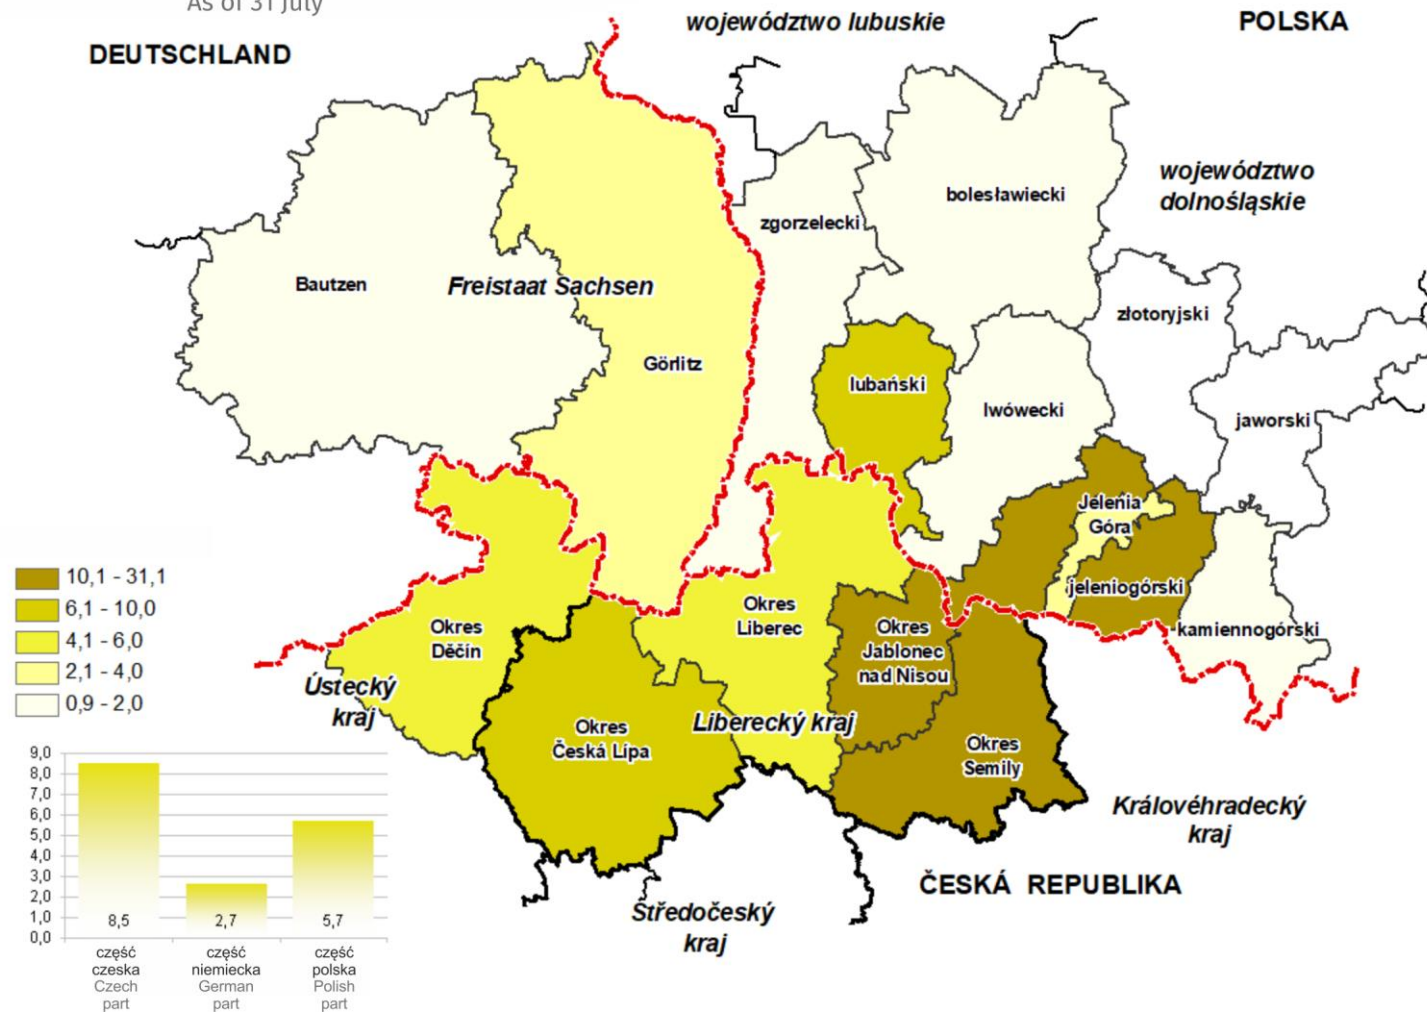 As of 31 July
województwo lubuskie
POLSKA
DEUTSCHLAND
województwo
dolnośląskie
bolesławiecki
zgorzelecki
Bautzen
Freistaat Sachsen
złotoryjski
Görlitz
lubański
lwówecki
jaworski
Jelenia
Góra
jeleniogórski
kamiennogórski
10,1 - 31,1
6,1 - 10,0
4,1 - 6,0
2,1 - 4,0
0,9 - 2,0
Okres
Liberec
Okres
Děčín
Okres
Jablonec
nad Nisou
Ústecký
kraj
Okres
Česká Lípa
Liberecký kraj
Okres
Semily
Královéhradecký
kraj
ČESKÁ REPUBLIKA
Středočeský
kraj
9,0
8,0
7,0
6,0
5,0
4,0
3,0
2,0
1,0
0,0
8,5
2,7
5,7
część
czeska
Czech
part
część
niemiecka
German
part
część
polska
Polish
part